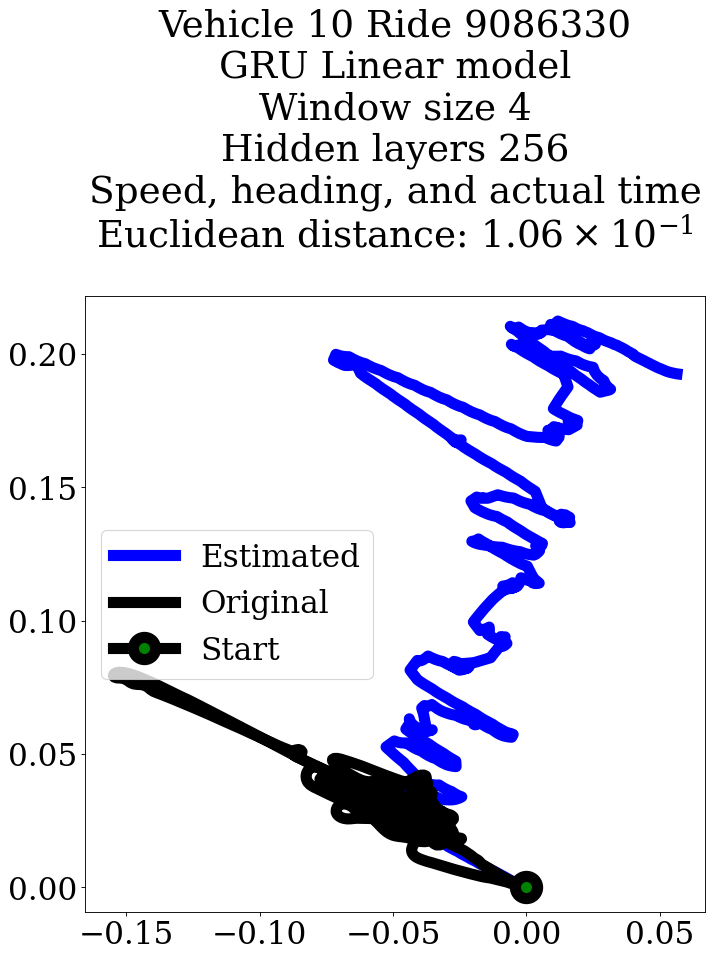 Vehicle 10 Ride 9086330
GRU Linear model
Window size 4
Hidden layers 256
Speed, heading, and actual time
Euclidean distance: 1.06 × 10⁻¹
0.20
0.15
0.10
0.05
0.00
Estimated
Original
Start
−0.15 −0.10 −0.05 0.00 0.05